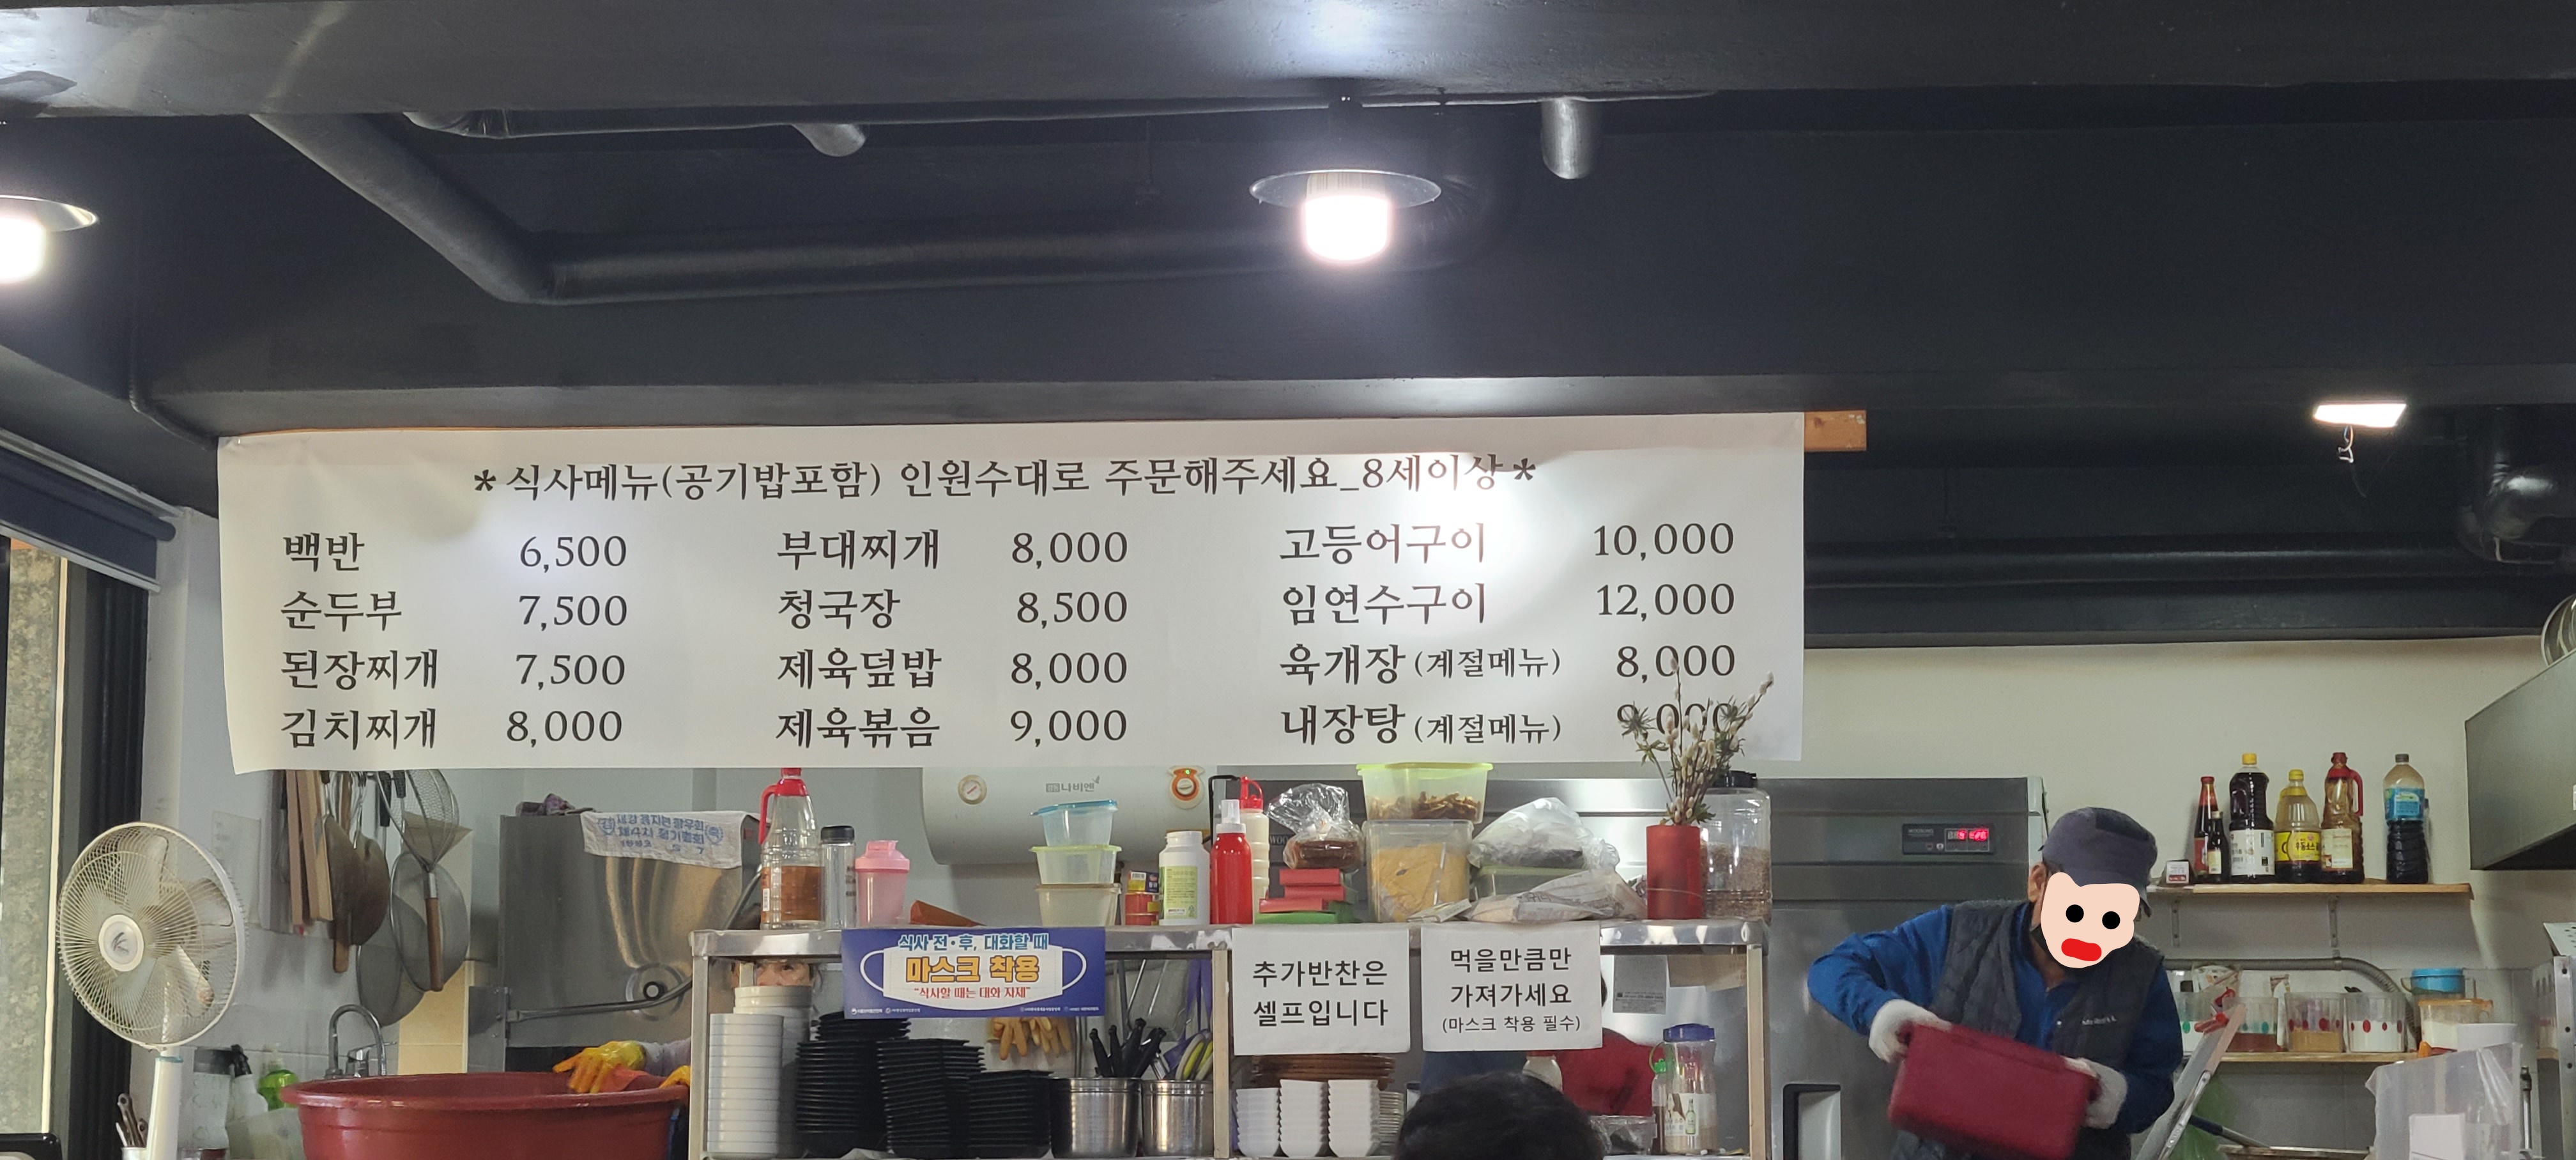 *식사메뉴(공기밥포함) 인원수대로 주문해주세요_8세이상*
백반 6,500 부대찌개 8,000 고등어구이 10,000
순두부 7,500 청국장 8,500 임연수구이 12,000
된장찌개 7,500 제육덮밥 8,000 육개장 (계절메뉴) 8,000
김치찌개 8,000 제육볶음 9,000 내장탕 (계절메뉴) 9,000
나비엔
식사 전·후, 대화할 때
마스크 착용
"식사할 때는 대화 자제"
추가반찬은
셀프입니다
먹을만큼만
가져가세요
(마스크 착용 필수)